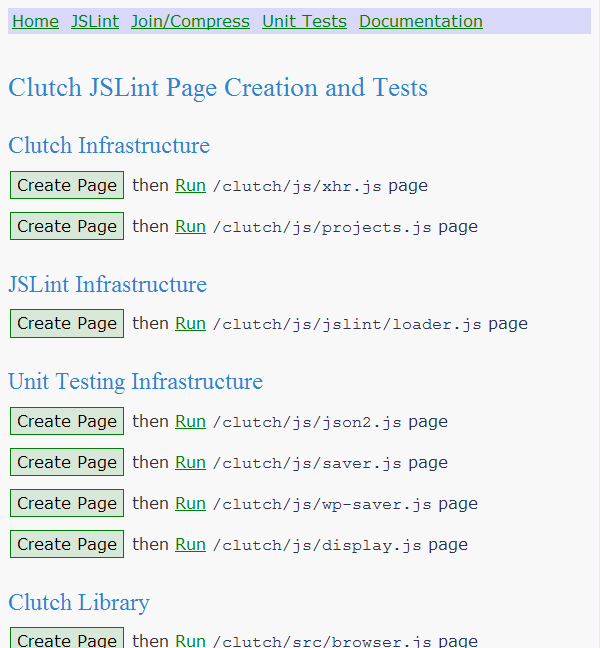 Home JSLint Join/Compress Unit Tests Documentation
Clutch JSLint Page Creation and Tests
Clutch Infrastructure
Create Page then Run /clutch/js/xhr.js page
Create Page then Run /clutch/js/projects.js page
JSLint Infrastructure
Create Page then Run /clutch/js/jslint/loader.js page
Unit Testing Infrastructure
Create Page then Run /clutch/js/json2.js page
Create Page then Run /clutch/js/saver.js page
Create Page then Run /clutch/js/wp-saver.js page
Create Page then Run /clutch/js/display.js page
Clutch Library
Create Page then Run /clutch/src/browser.js page